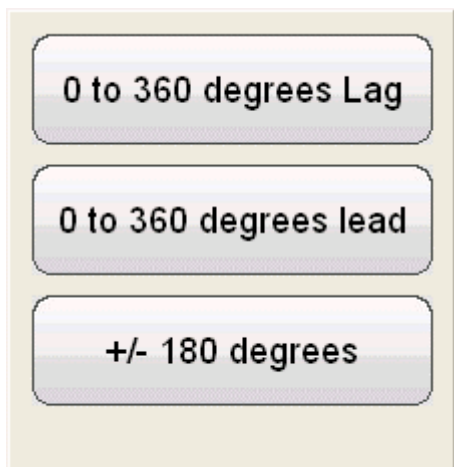 0 to 360 degrees Lag
0 to 360 degrees lead
+/- 180 degrees